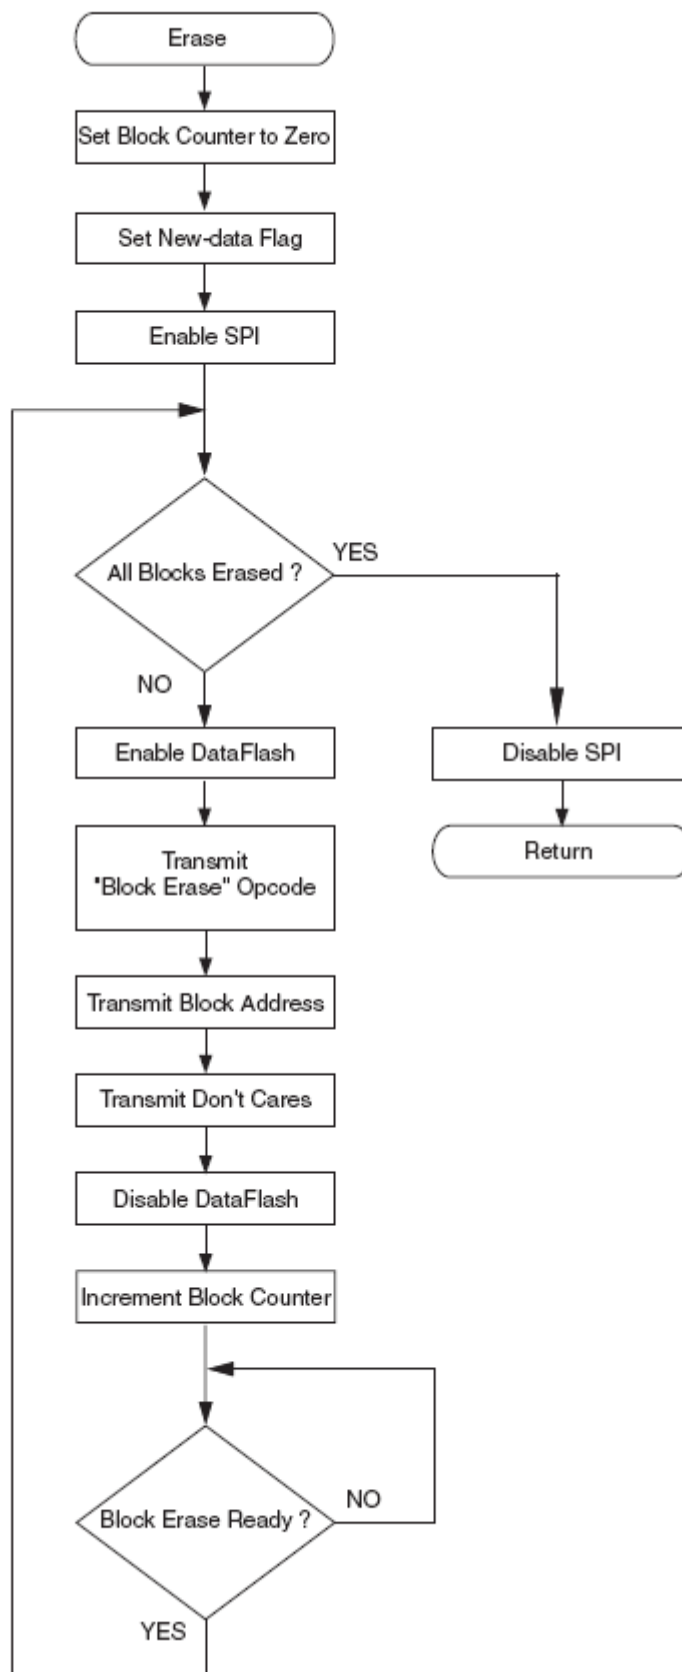 Erase
Set Block Counter to Zero
Set New-data Flag
Enable SPI
All Blocks Erased ?
YES
NO
Enable DataFlash
Disable SPI
Transmit
"Block Erase" Opcode
Return
Transmit Block Address
Transmit Don't Cares
Disable DataFlash
Increment Block Counter
Block Erase Ready ?
NO
YES